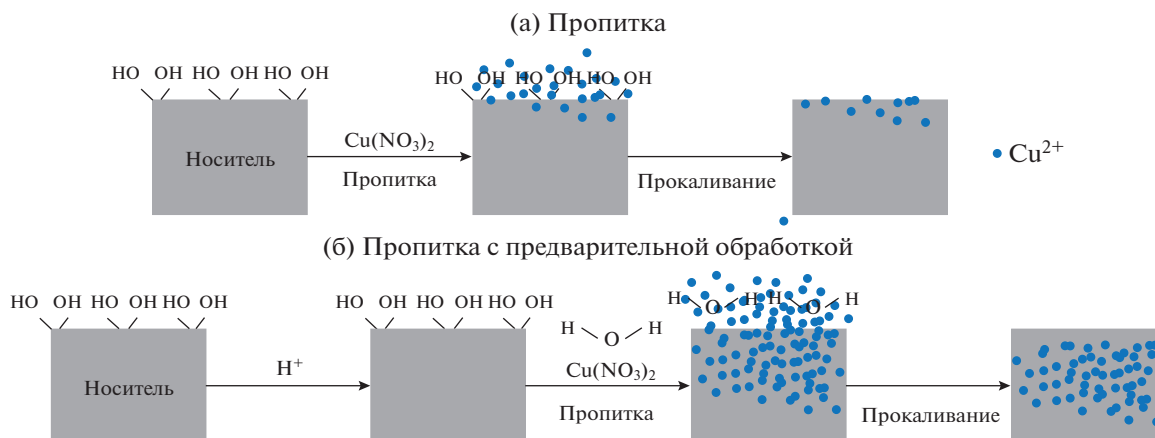 (а) Пропитка
HO OH HO OH HO OH
HO OH HO OH HO OH
Носитель
Cu(NO₃)₂
Пропитка
Прокаливание
Cu²⁺
(б) Пропитка с предварительной обработкой
HO OH HO OH HO OH
HO OH HO OH HO OH
H O H
H O H H O H
Носитель
H⁺
Cu(NO₃)₂
Пропитка
Прокаливание